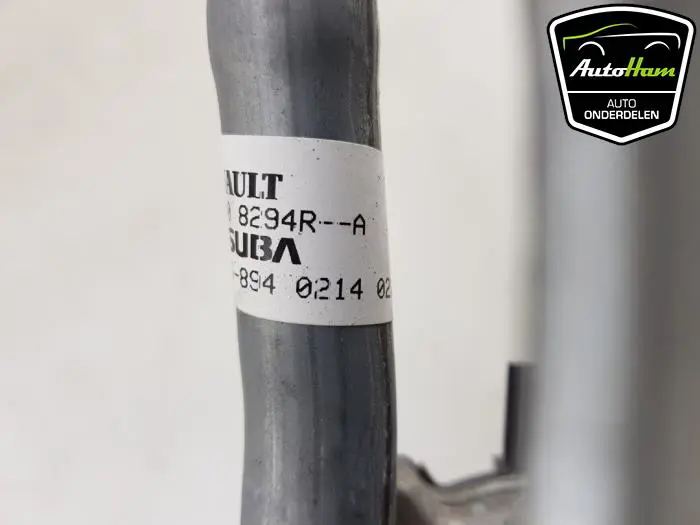 AutoHam
AUTO
ONDERDELEN
AULT
8294R--A
SUBA
-894 0214 02